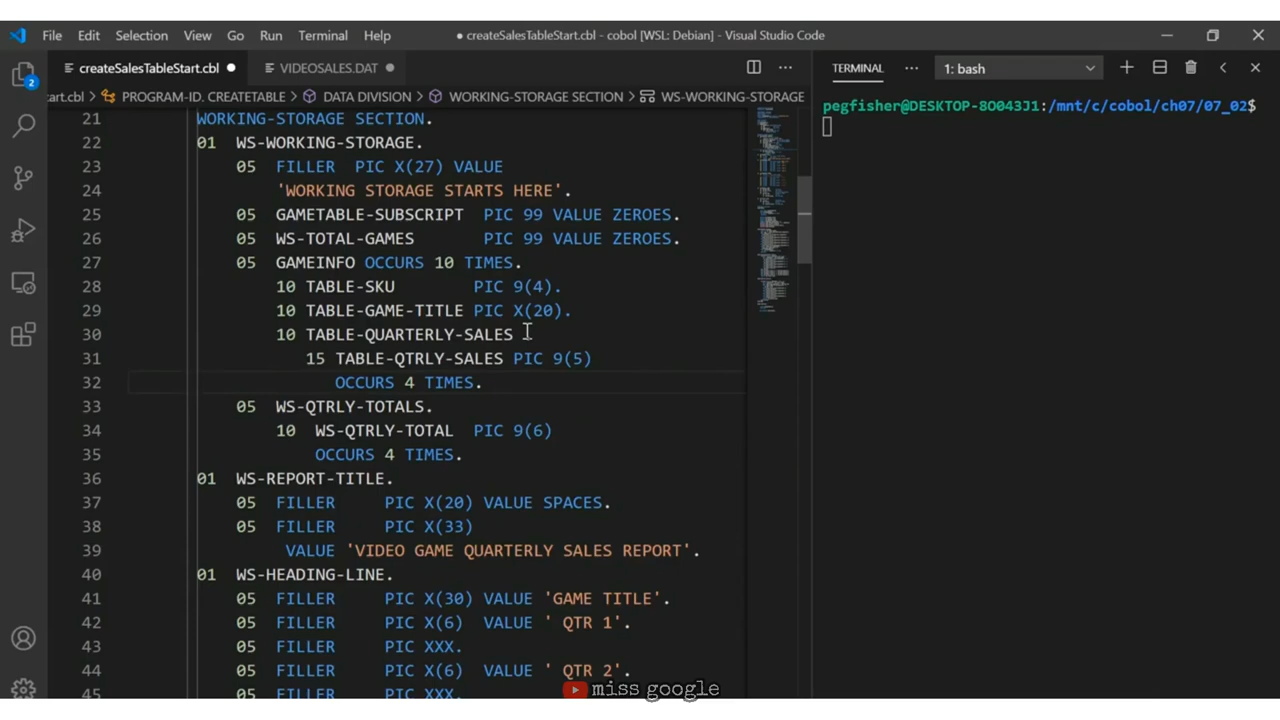 File Edit Selection View Go Run Terminal Help
● createSalesTableStart.cbl - cobol [WSL: Debian] - Visual Studio Code
createSalesTableStart.cbl ●
VIDEOSALES.DAT ●
TERMINAL
1: bash
2
art.cbl > PROGRAM-ID. CREATETABLE > DATA DIVISION > WORKING-STORAGE SECTION > WS-WORKING-STORAGE
21 WORKING-STORAGE SECTION.
22 01 WS-WORKING-STORAGE.
23 05 FILLER PIC X(27) VALUE
24 'WORKING STORAGE STARTS HERE'.
25 05 GAMETABLE-SUBSCRIPT PIC 99 VALUE ZEROES.
26 05 WS-TOTAL-GAMES PIC 99 VALUE ZEROES.
27 05 GAMEINFO OCCURS 10 TIMES.
28 10 TABLE-SKU PIC 9(4).
29 10 TABLE-GAME-TITLE PIC X(20).
30 10 TABLE-QUARTERLY-SALES
31 15 TABLE-QTRLY-SALES PIC 9(5)
32 OCCURS 4 TIMES.
33 05 WS-QTRLY-TOTALS.
34 10 WS-QTRLY-TOTAL PIC 9(6)
35 OCCURS 4 TIMES.
36 01 WS-REPORT-TITLE.
37 05 FILLER PIC X(20) VALUE SPACES.
38 05 FILLER PIC X(33)
39 VALUE 'VIDEO GAME QUARTERLY SALES REPORT'.
40 01 WS-HEADING-LINE.
41 05 FILLER PIC X(30) VALUE 'GAME TITLE'.
42 05 FILLER PIC X(6) VALUE ' QTR 1'.
43 05 FILLER PIC XXX.
44 05 FILLER PIC X(6) VALUE ' QTR 2'.
45 05 FILLER PIC XXX.
pegfisher@DESKTOP-8O043J1:/mnt/c/cobol/ch07/07_02$
miss google